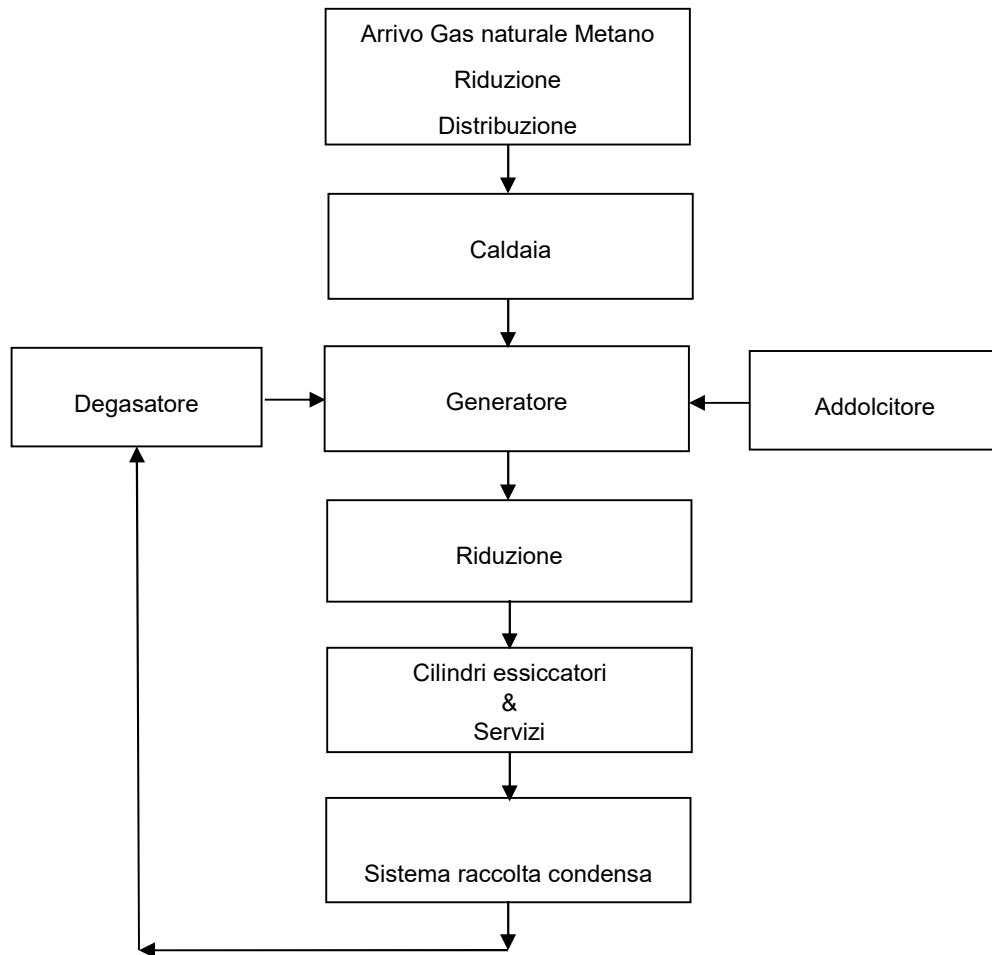 Arrivo Gas naturale Metano
Riduzione
Distribuzione
Caldaia
Degasatore
Generatore
Addolcitore
Riduzione
Cilindri essiccatori
&
Servizi
Sistema raccolta condensa